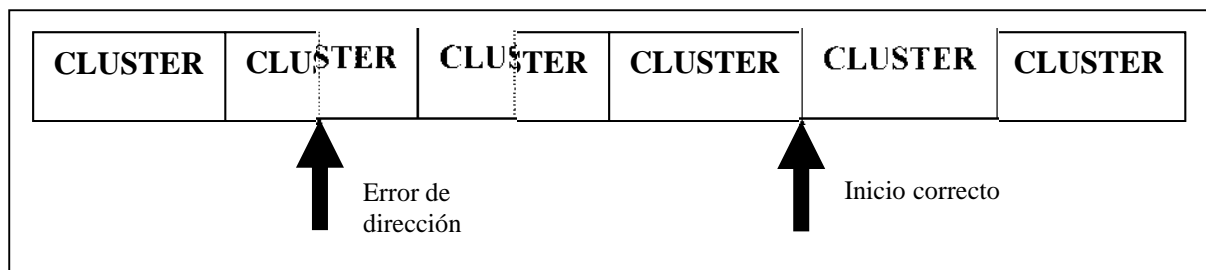 CLUSTER CLUSTER CLUSTER CLUSTER CLUSTER CLUSTER
Error de
dirección
Inicio correcto